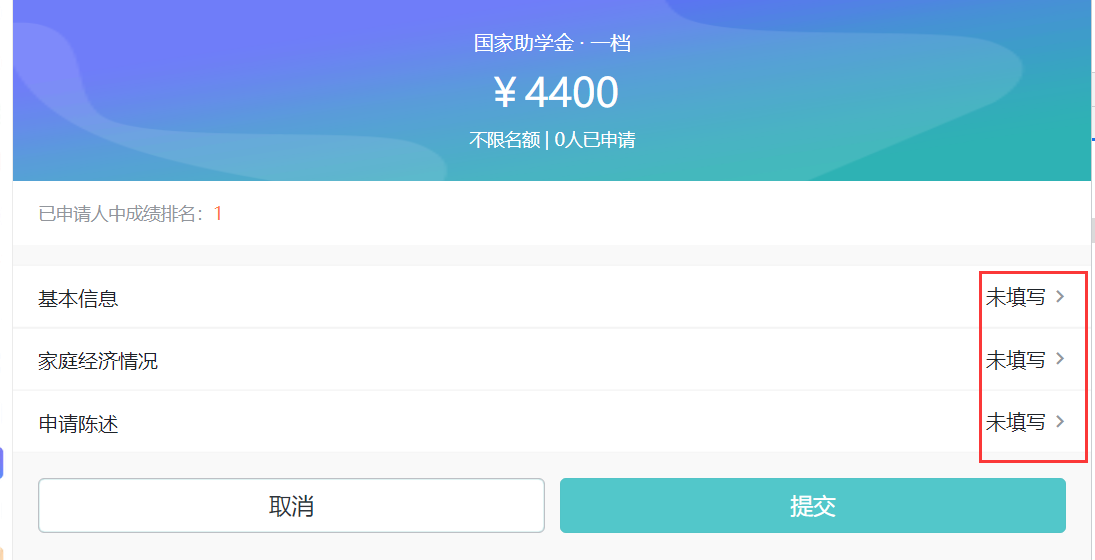 国家助学金 · 一档
￥4400
不限名额 | 0人已申请
已申请人中成绩排名：1
基本信息 未填写 >
家庭经济情况 未填写 >
申请陈述 未填写 >
取消 提交